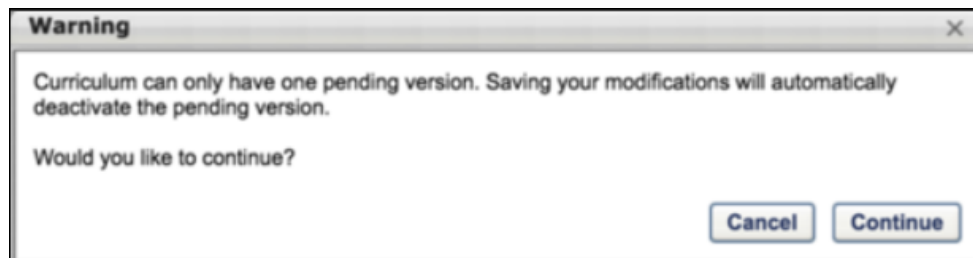 Warning
Curriculum can only have one pending version. Saving your modifications will automatically
deactivate the pending version.
Would you like to continue?
Cancel Continue